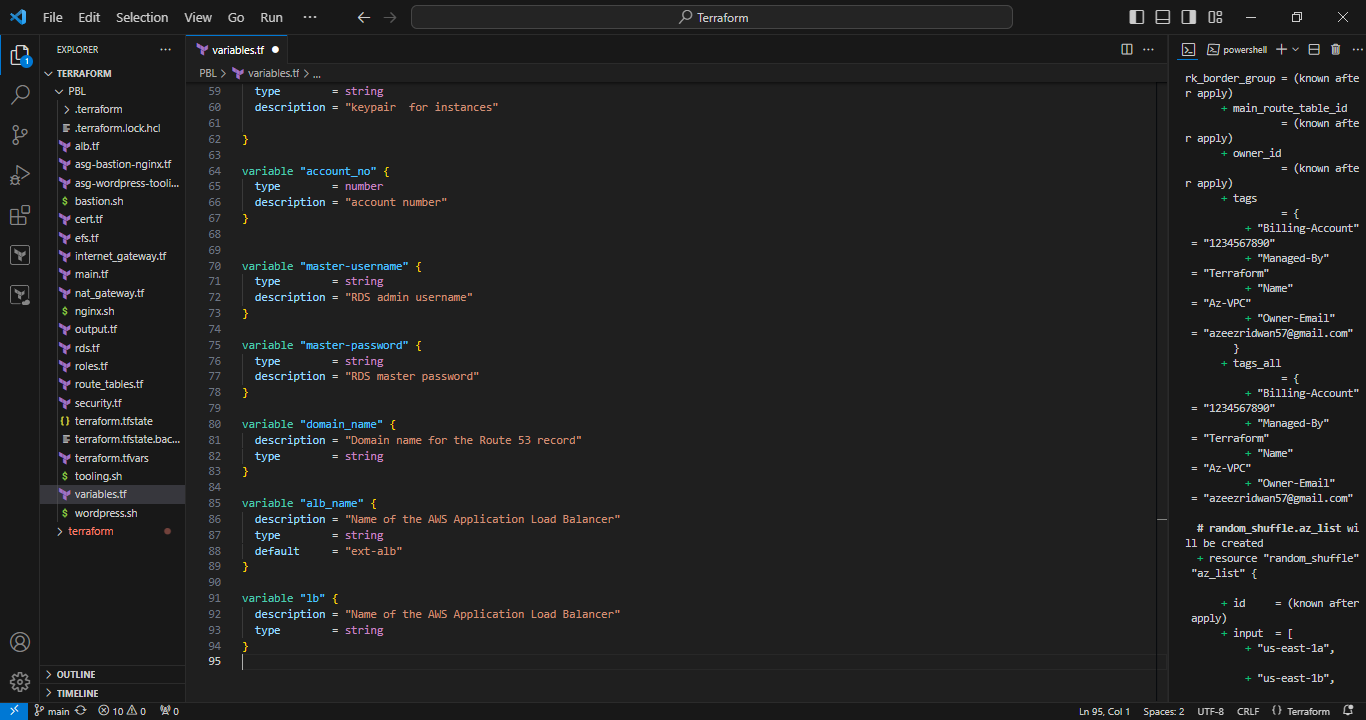 File Edit Selection View Go Run ··· Terraform
EXPLORER ···
TERRAFORM
PBL
.terraform
.terraform.lock.hcl
alb.tf
asg-bastion-nginx.tf
asg-wordpress-tooli...
bastion.sh
cert.tf
efs.tf
internet_gateway.tf
main.tf
nat_gateway.tf
nginx.sh
output.tf
rds.tf
roles.tf
route_tables.tf
security.tf
terraform.tfstate
terraform.tfstate.bac...
terraform.tfvars
tooling.sh
variables.tf
wordpress.sh
terraform
OUTLINE
TIMELINE
1
variables.tf
PBL > variables.tf > ...
59 type = string
60 description = "keypair  for instances"
61
62 }
63
64 variable "account_no" {
65 type = number
66 description = "account number"
67 }
68
69
70 variable "master-username" {
71 type = string
72 description = "RDS admin username"
73 }
74
75 variable "master-password" {
76 type = string
77 description = "RDS master password"
78 }
79
80 variable "domain_name" {
81 description = "Domain name for the Route 53 record"
82 type = string
83 }
84
85 variable "alb_name" {
86 description = "Name of the AWS Application Load Balancer"
87 type = string
88 default = "ext-alb"
89 }
90
91 variable "lb" {
92 description = "Name of the AWS Application Load Balancer"
93 type = string
94 }
95
powershell
rk_border_group = (known afte
r apply)
+ main_route_table_id
= (known afte
r apply)
+ owner_id
= (known afte
r apply)
+ tags
= {
+ "Billing-Account"
= "1234567890"
+ "Managed-By"
= "Terraform"
+ "Name"
= "Az-VPC"
+ "Owner-Email"
= "azeezridwan57@gmail.com"
}
+ tags_all
= {
+ "Billing-Account"
= "1234567890"
+ "Managed-By"
= "Terraform"
+ "Name"
= "Az-VPC"
+ "Owner-Email"
= "azeezridwan57@gmail.com"
# random_shuffle.az_list wi
ll be created
+ resource "random_shuffle"
"az_list" {
+ id = (known after
apply)
+ input = [
+ "us-east-1a",
+ "us-east-1b",
main 10 0 0 Ln 95, Col 1 Spaces: 2 UTF-8 CRLF {} Terraform